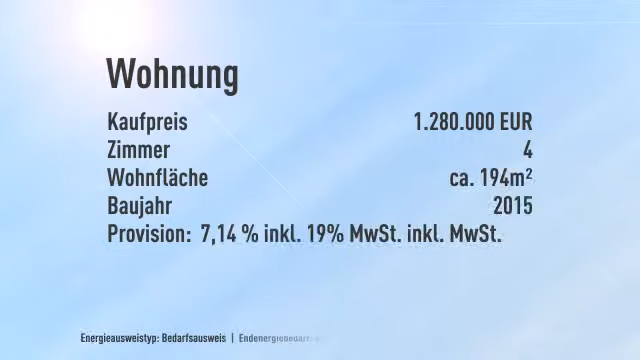 Wohnung
Kaufpreis 1.280.000 EUR
Zimmer 4
Wohnfläche ca. 194m²
Baujahr 2015
Provision: 7,14 % inkl. 19% MwSt. inkl. MwSt.
Energieausweistyp: Bedarfsausweis | Endenergiebedarf: